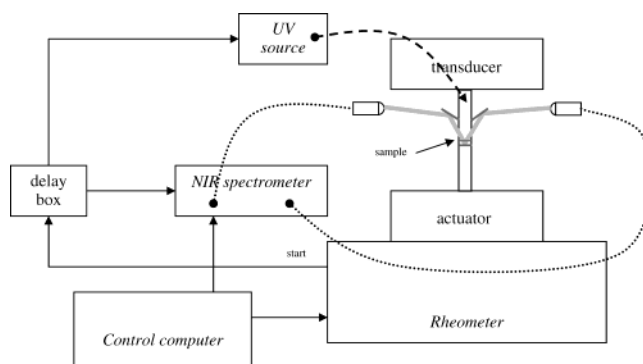 UV
source
transducer
sample
delay
box
NIR spectrometer
actuator
start
Control computer
Rheometer